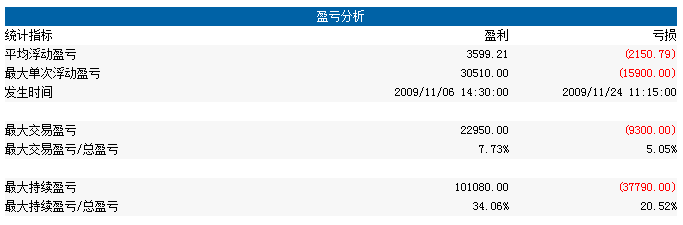 盈亏分析
统计指标 盈利 亏损
平均浮动盈亏 3599.21 (2150.79)
最大单次浮动盈亏 30510.00 (15900.00)
发生时间 2009/11/06 14:30:00 2009/11/24 11:15:00
最大交易盈亏 22950.00 (9300.00)
最大交易盈亏/总盈亏 7.73% 5.05%
最大持续盈亏 101080.00 (37790.00)
最大持续盈亏/总盈亏 34.06% 20.52%